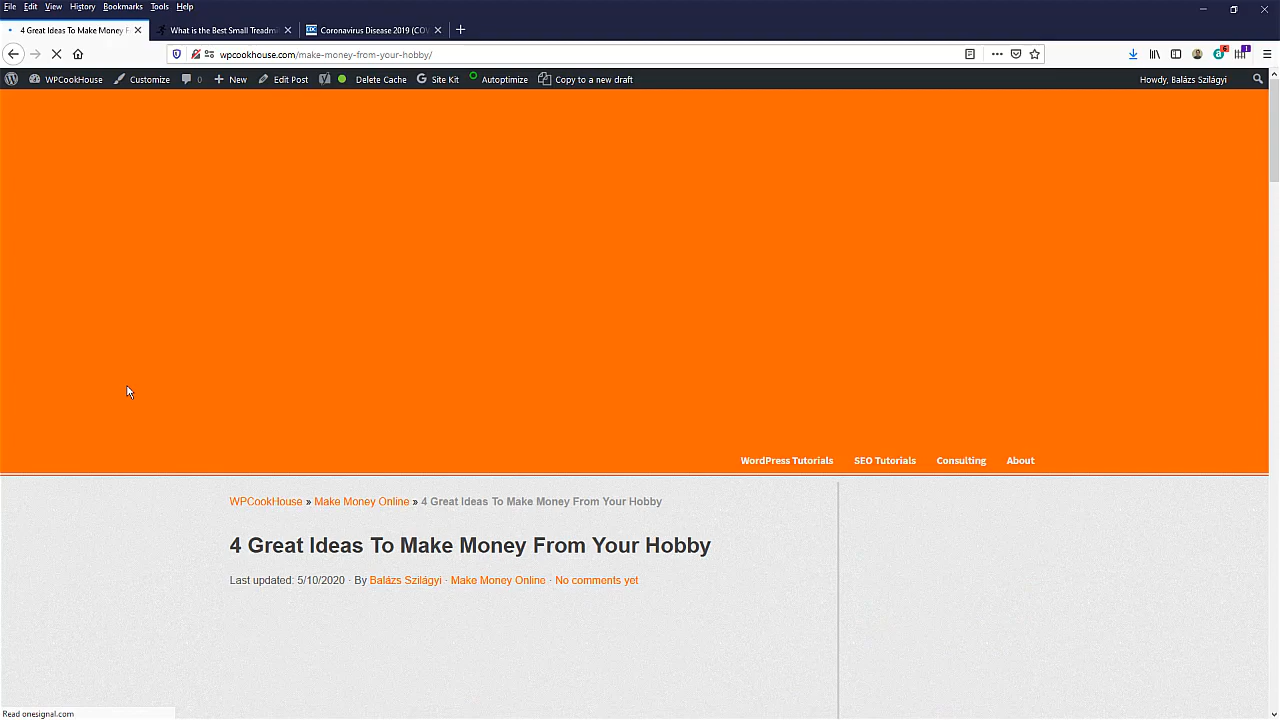 File Edit View History Bookmarks Tools Help
4 Great Ideas To Make Money F
What is the Best Small Treadmi
CDC Coronavirus Disease 2019 (COV
wpcookhouse.com/make-money-from-your-hobby/
6
1
WPCookHouse Customize 0 New Edit Post Delete Cache Site Kit Autoptimize Copy to a new draft Howdy, Balázs Szilágyi
WordPress Tutorials SEO Tutorials Consulting About
WPCookHouse » Make Money Online » 4 Great Ideas To Make Money From Your Hobby
4 Great Ideas To Make Money From Your Hobby
Last updated: 5/10/2020 · By Balázs Szilágyi · Make Money Online · No comments yet
Read onesignal.com